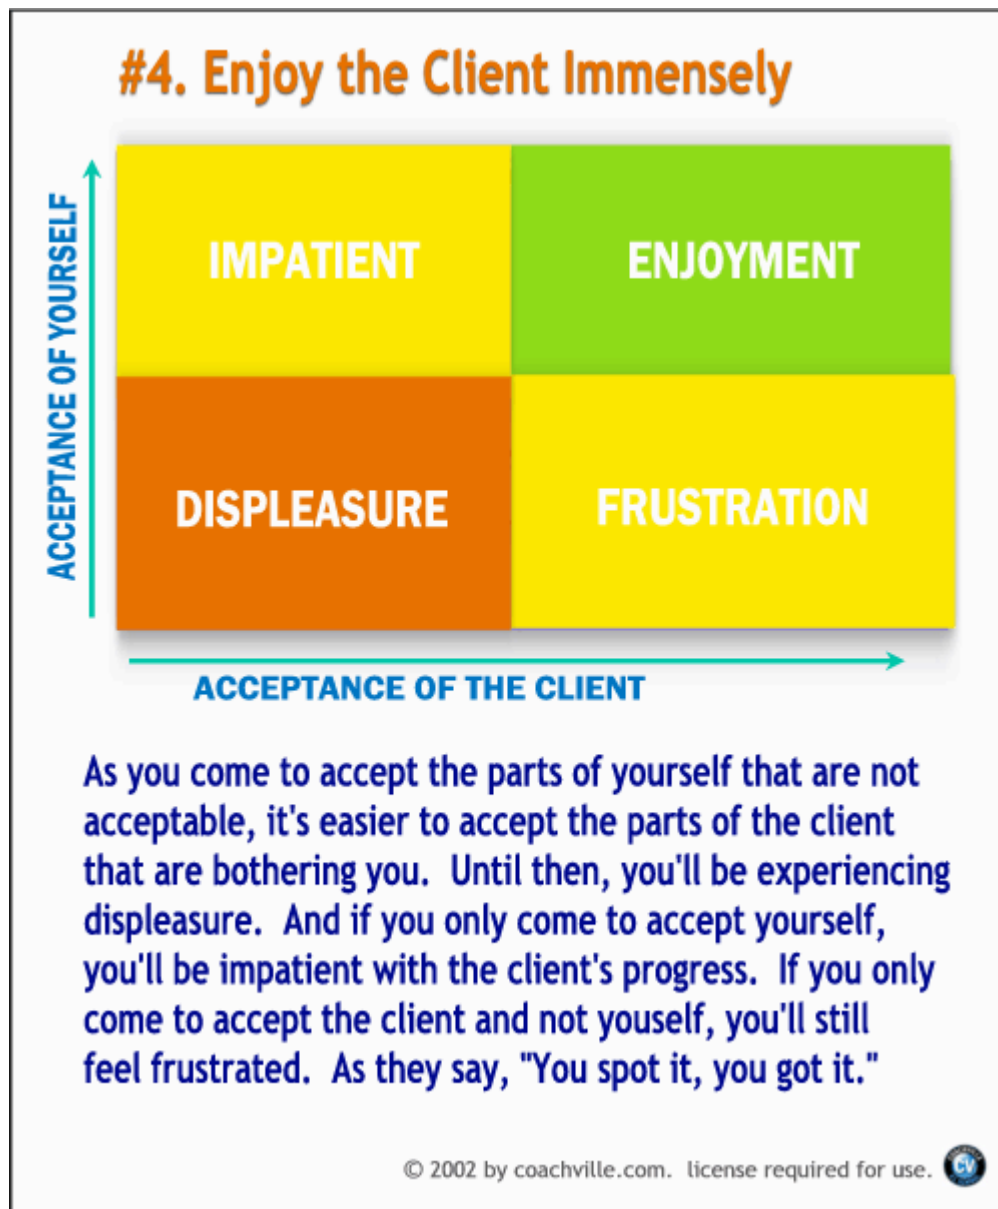 #4. Enjoy the Client Immensely
ACCEPTANCE OF YOURSELF
IMPATIENT
ENJOYMENT
DISPLEASURE
FRUSTRATION
ACCEPTANCE OF THE CLIENT
As you come to accept the parts of yourself that are not
acceptable, it's easier to accept the parts of the client
that are bothering you.  Until then, you'll be experiencing
displeasure.  And if you only come to accept yourself,
you'll be impatient with the client's progress.  If you only
come to accept the client and not youself, you'll still
feel frustrated.  As they say, "You spot it, you got it."
© 2002 by coachville.com.  license required for use.
CV